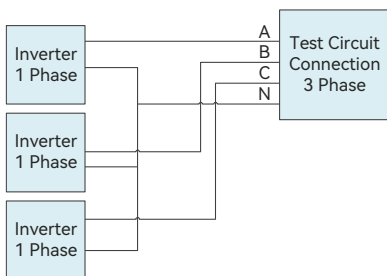 Inverter
1 Phase
Inverter
1 Phase
Inverter
1 Phase
A
B
C
N
Test Circuit
Connection
3 Phase